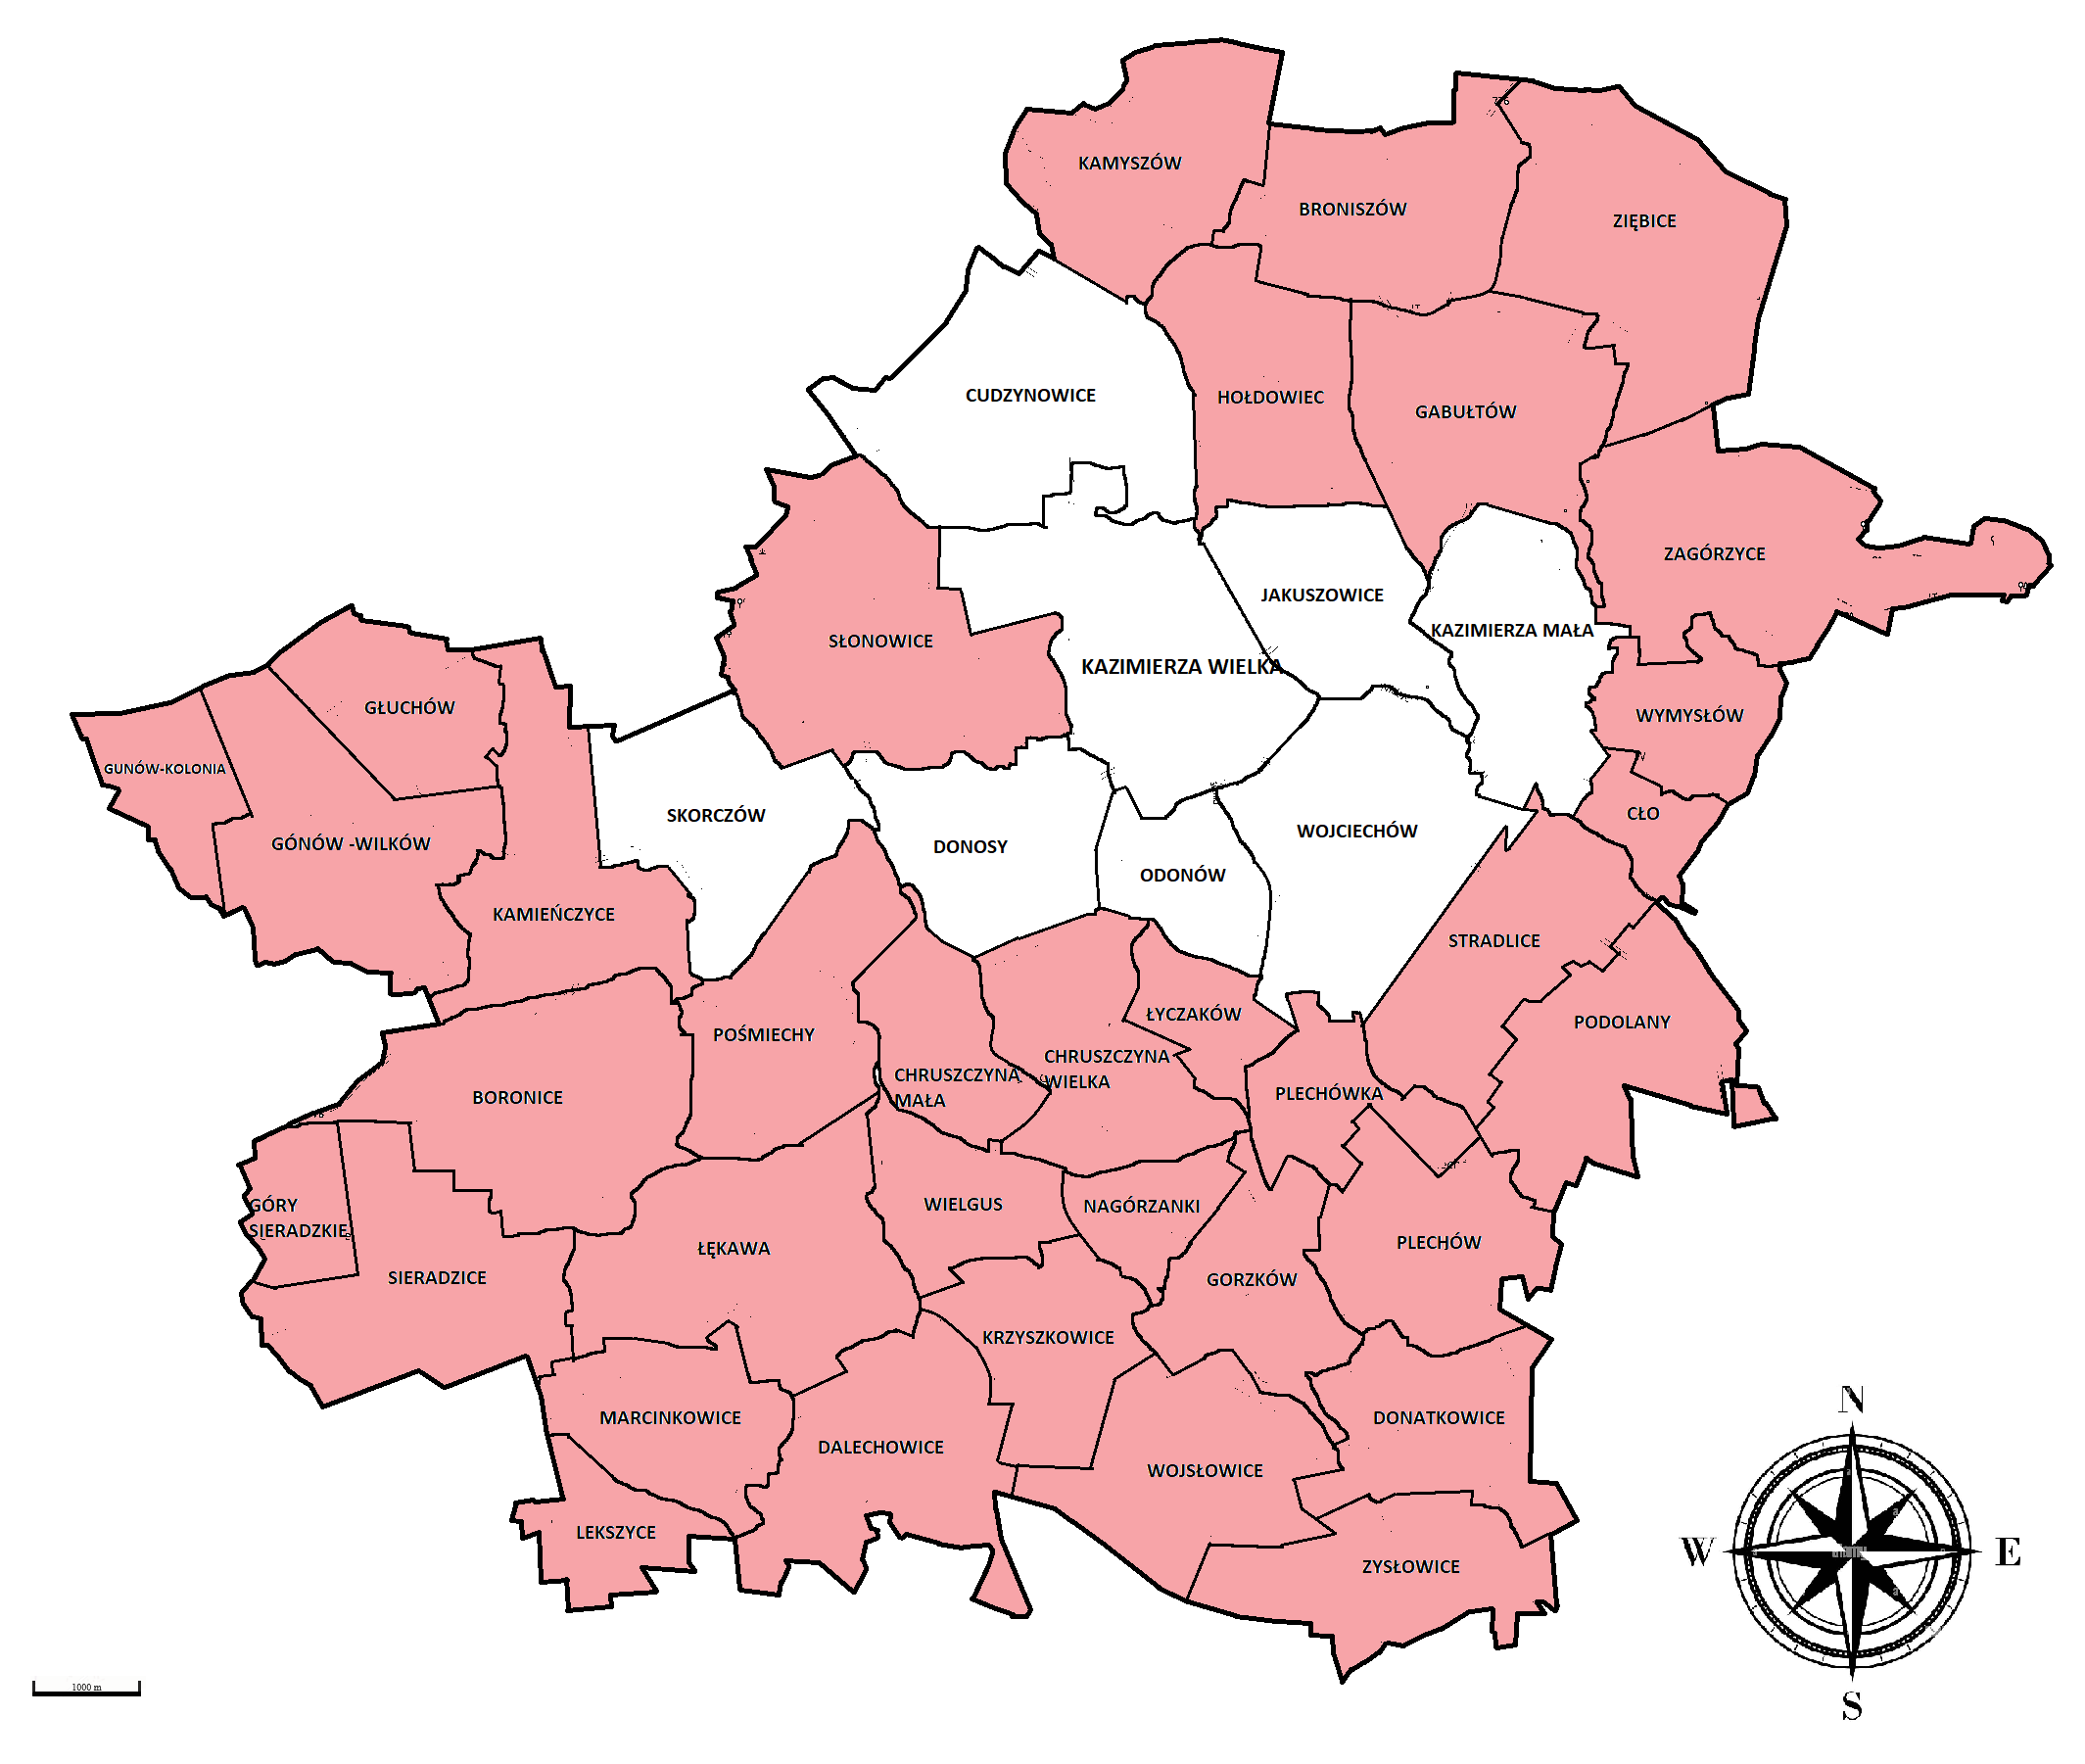 KAMYSZÓW
BRONISZÓW
ZIĘBICE
CUDZYNOWICE
HOŁDOWIEC
GABUŁTÓW
ZAGÓRZYCE
JAKUSZOWICE
KAZIMIERZA MAŁA
SŁONOWICE
KAZIMIERZA WIELKA
GŁUCHÓW
WYMYSŁÓW
GUNÓW-KOLONIA
SKORCZÓW
CŁO
GÓNÓW -WILKÓW
DONOSY
WOJCIECHÓW
ODONÓW
KAMIEŃCZYCE
STRADLICE
POŚMIECHY
ŁYCZAKÓW
PODOLANY
CHRUSZCZYNA
WIELKA
CHRUSZCZYNA
MAŁA
BORONICE
PLECHÓWKA
GÓRY
SIERADZKIE
WIELGUS
NAGÓRZANKI
ŁĘKAWA
PLECHÓW
SIERADZICE
GORZKÓW
KRZYSZKOWICE
MARCINKOWICE
DALECHOWICE
DONATKOWICE
WOJSŁOWICE
LEKSZYCE
ZYSŁOWICE
N
W
E
S
1000 m